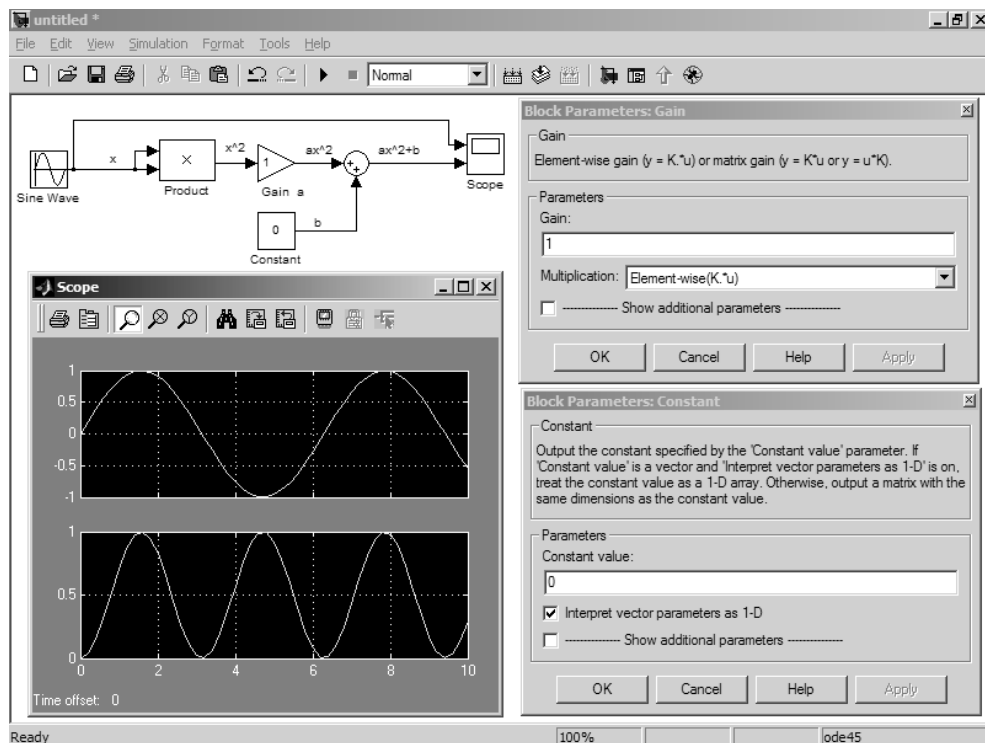 untitled *
File Edit View Simulation Format Tools Help
Normal
x
x^2
ax^2
ax^2+b
×
1
+
+
Sine Wave
Product
Gain a
Scope
0
b
Constant
Scope
1
0.5
0
-0.5
-1
1
0.5
0
0 2 4 6 8 10
Time offset: 0
Block Parameters: Gain
Gain
Element-wise gain (y = K.*u) or matrix gain (y = K*u or y = u*K).
Parameters
Gain:
1
Multiplication: Element-wise(K.*u)
--------------- Show additional parameters ---------------
OK Cancel Help Apply
Block Parameters: Constant
Constant
Output the constant specified by the 'Constant value' parameter. If
'Constant value' is a vector and 'Interpret vector parameters as 1-D' is on,
treat the constant value as a 1-D array. Otherwise, output a matrix with the
same dimensions as the constant value.
Parameters
Constant value:
0
Interpret vector parameters as 1-D
--------------- Show additional parameters ---------------
OK Cancel Help Apply
Ready 100% ode45